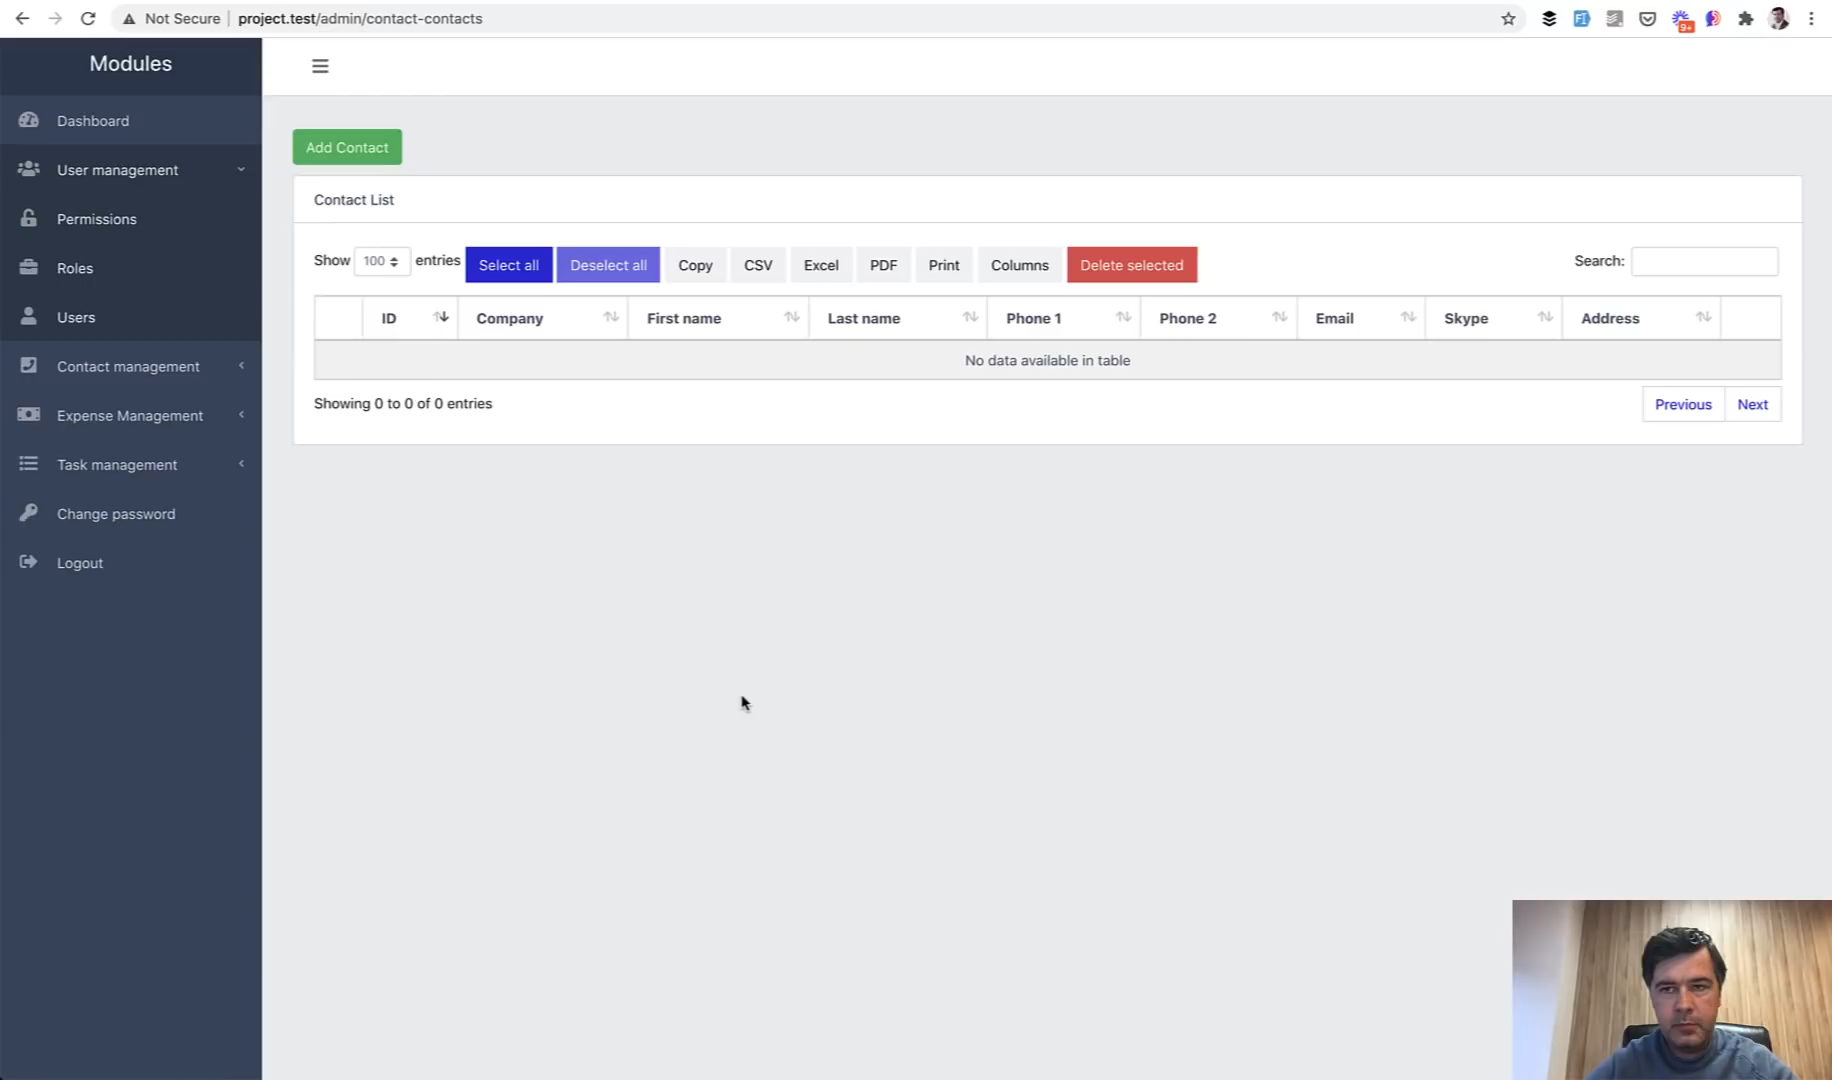 Not Secure project.test/admin/contact-contacts
9+
Modules
Dashboard
User management
Permissions
Roles
Users
Contact management
Expense Management
Task management
Change password
Logout
Add Contact
Contact List
Show 100 entries Select all Deselect all Copy CSV Excel PDF Print Columns Delete selected Search:
ID Company First name Last name Phone 1 Phone 2 Email Skype Address
No data available in table
Showing 0 to 0 of 0 entries Previous Next